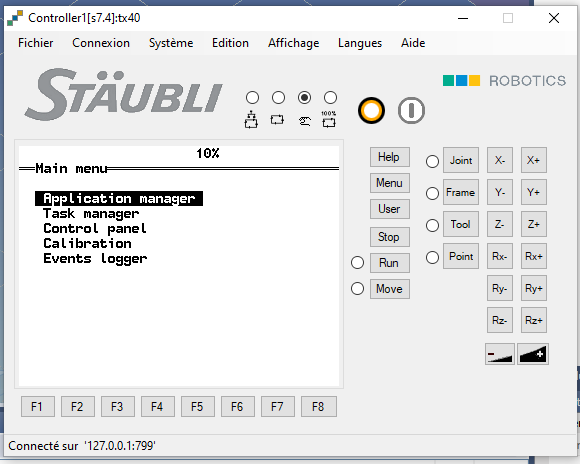 Controller1[s7.4]:tx40
Fichier Connexion Système Edition Affichage Langues Aide
STÄUBLI
ROBOTICS
100%
10%
Main menu
Application manager
Task manager
Control panel
Calibration
Events logger
Help
Menu
User
Stop
Run
Move
Joint X- X+
Frame Y- Y+
Tool Z- Z+
Point Rx- Rx+
Ry- Ry+
Rz- Rz+
- +
F1 F2 F3 F4 F5 F6 F7 F8
Connecté sur '127.0.0.1:799'